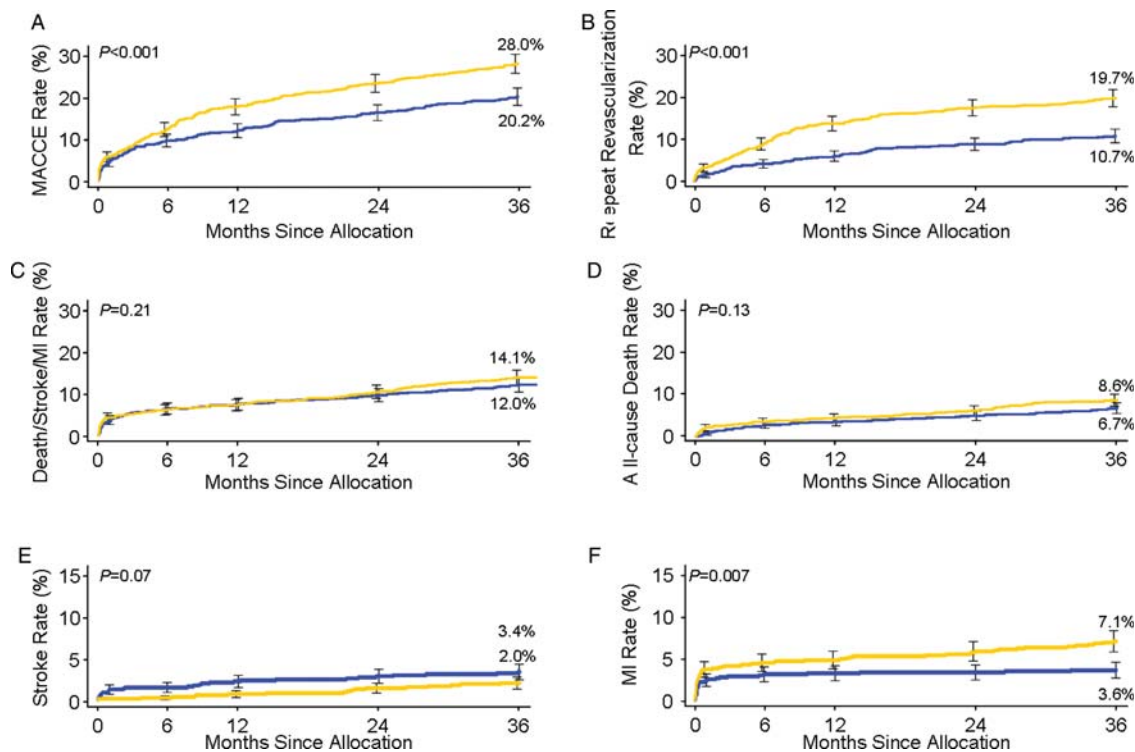 A
P<0.001
MACCE Rate (%)
30
20
10
0
28.0%
20.2%
0 6 12 24 36
Months Since Allocation
B
P<0.001
Repeat Revascularization
Rate (%)
30
20
10
0
19.7%
10.7%
0 6 12 24 36
Months Since Allocation
C
P=0.21
Death/Stroke/MI Rate (%)
30
20
10
0
14.1%
12.0%
0 6 12 24 36
Months Since Allocation
D
P=0.13
A ll-cause Death Rate (%)
30
20
10
0
8.6%
6.7%
0 6 12 24 36
Months Since Allocation
E
P=0.07
Stroke Rate (%)
15
10
5
0
3.4%
2.0%
0 6 12 24 36
Months Since Allocation
F
P=0.007
MI Rate (%)
15
10
5
0
7.1%
3.6%
0 6 12 24 36
Months Since Allocation